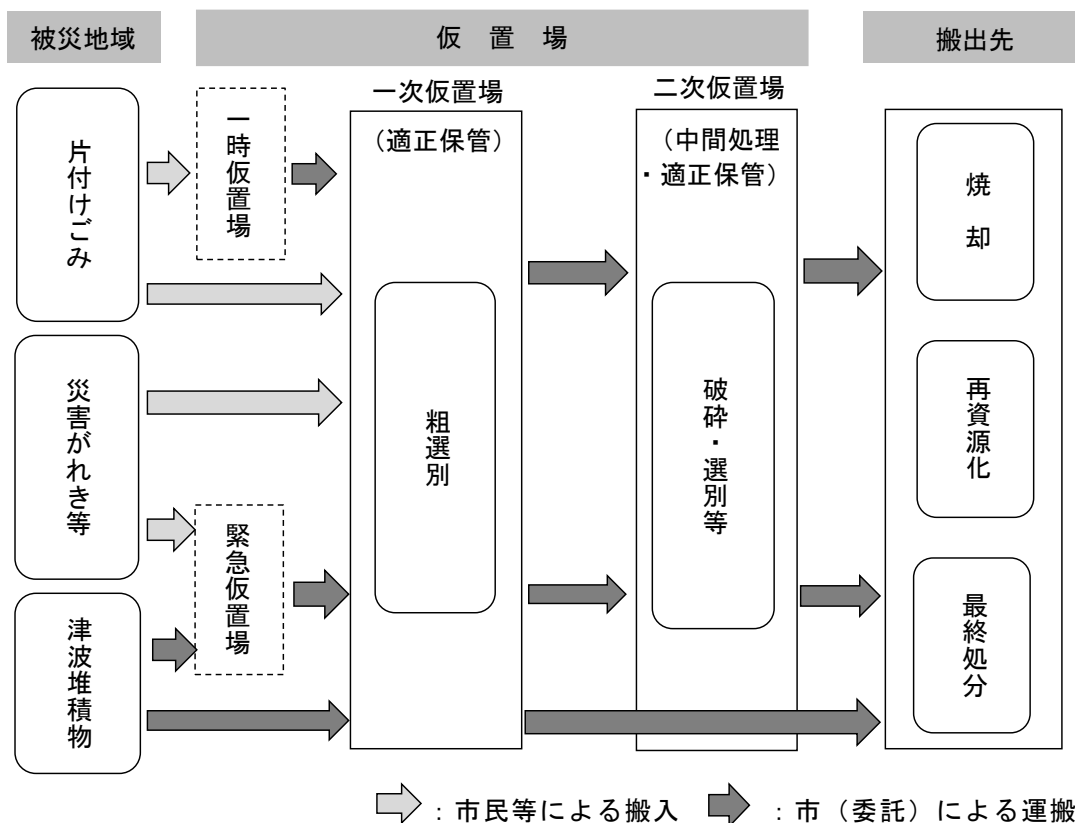 被災地域
仮 置 場
搬出先
片付けごみ
災害がれき等
津波堆積物
一時仮置場
緊急仮置場
一次仮置場
（適正保管）
粗選別
二次仮置場
（中間処理
・適正保管）
破砕・選別等
焼 却
再資源化
最終処分
：市民等による搬入
：市（委託）による運搬